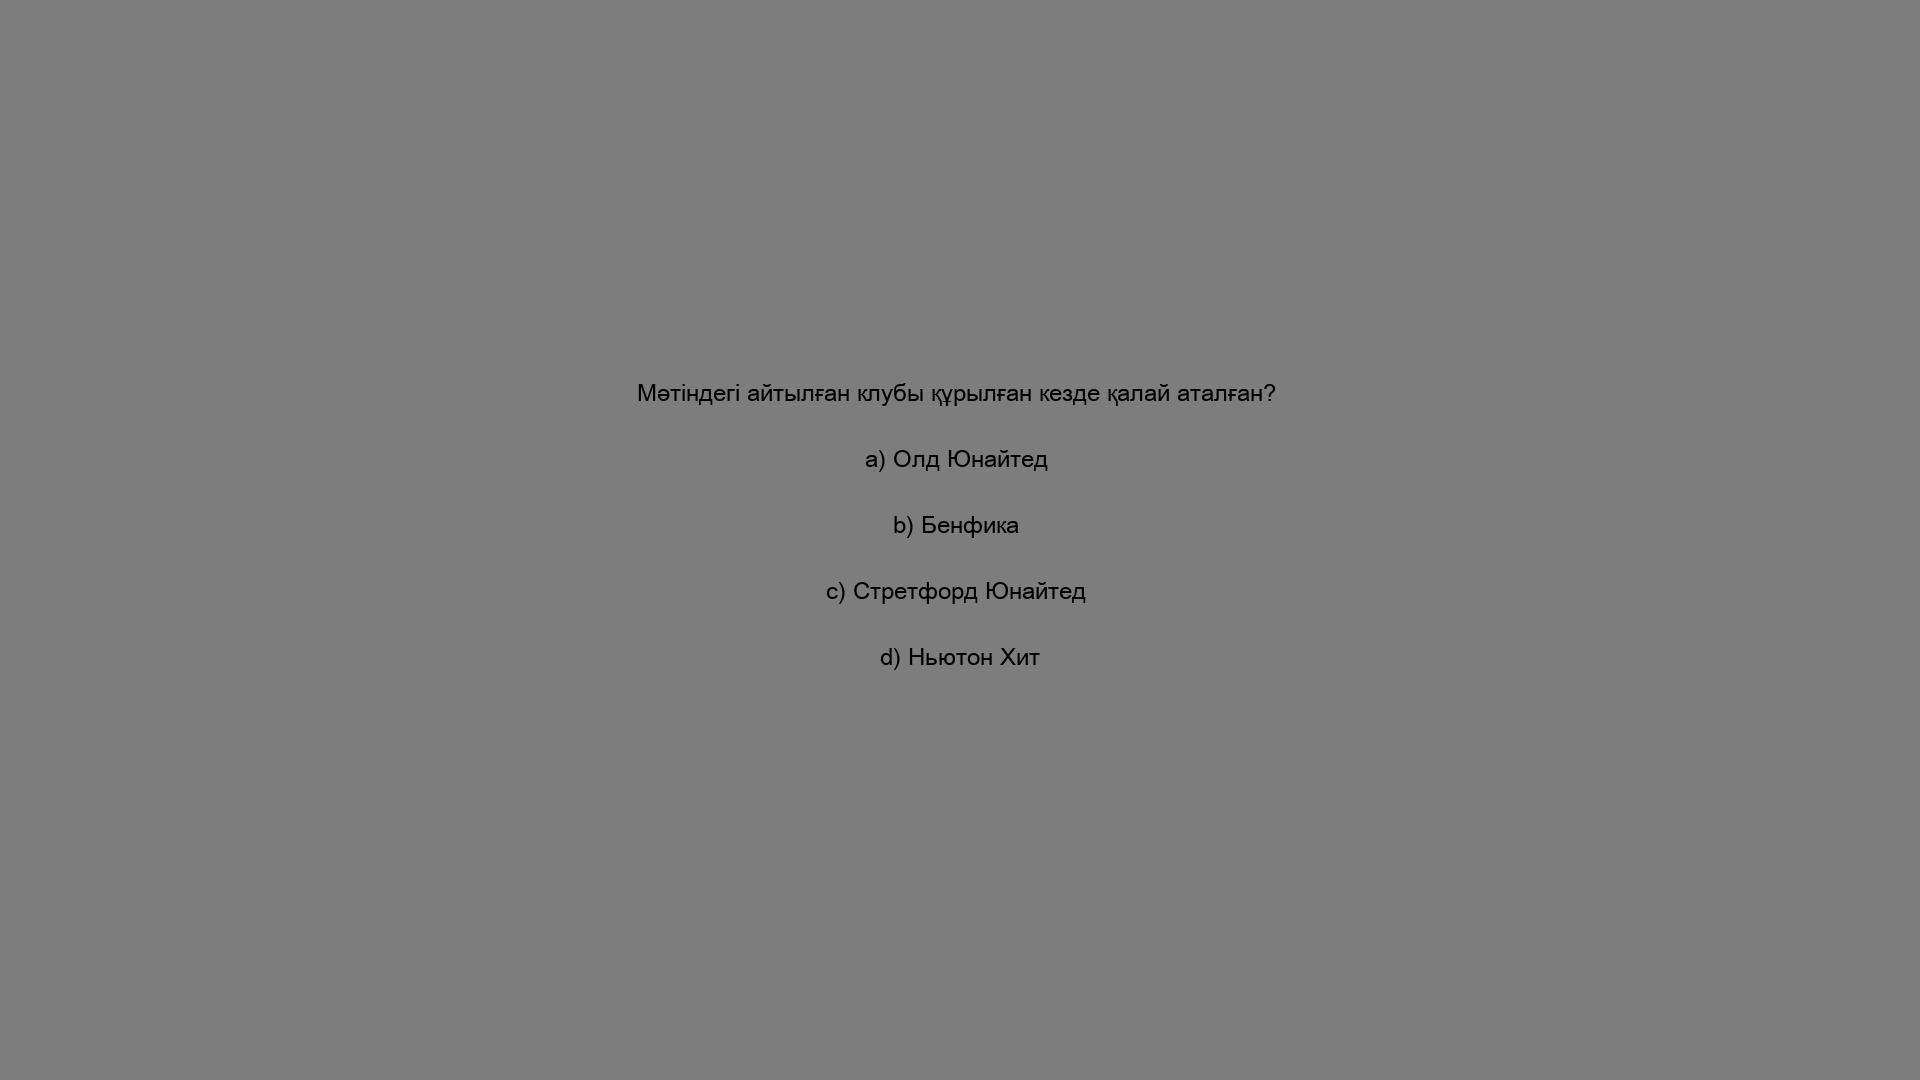 Мәтіндегі айтылған клубы құрылған кезде қалай аталған?
a) Олд Юнайтед
b) Бенфика
c) Стретфорд Юнайтед
d) Ньютон Хит